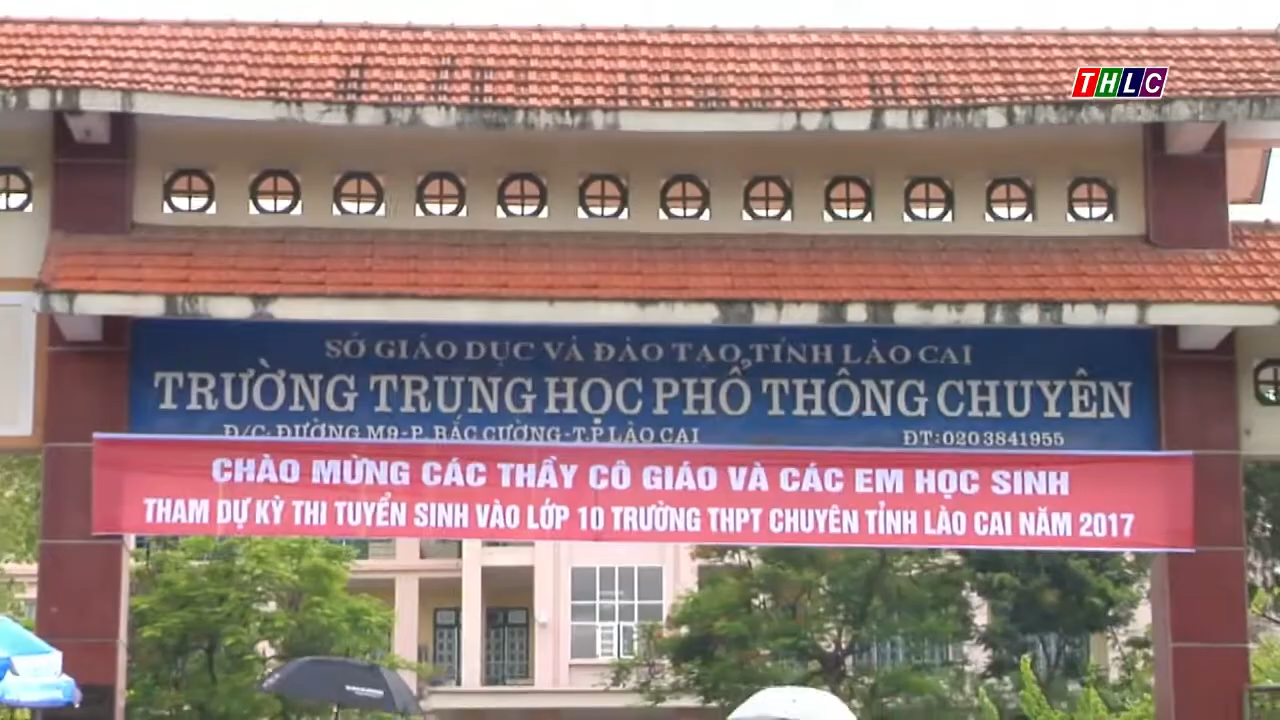 THLC
SỞ GIÁO DỤC VÀ ĐÀO TẠO TỈNH LÀO CAI
TRƯỜNG TRUNG HỌC PHỔ THÔNG CHUYÊN
Đ/C: ĐƯỜNG M9-P. BẮC CƯỜNG-T.P LÀO CAI ĐT: 020 3841955
CHÀO MỪNG CÁC THẦY CÔ GIÁO VÀ CÁC EM HỌC SINH
THAM DỰ KỲ THI TUYỂN SINH VÀO LỚP 10 TRƯỜNG THPT CHUYÊN TỈNH LÀO CAI NĂM 2017